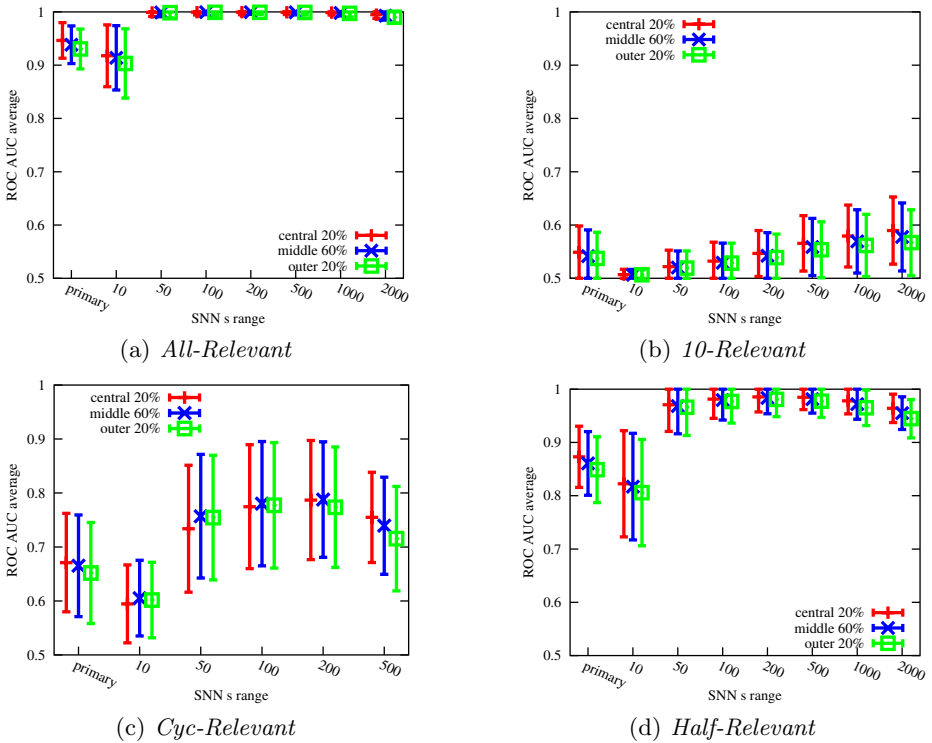 1
0.9
0.8
0.7
0.6
0.5
ROC AUC average
central 20%
middle 60%
outer 20%
primary 10 50 100 200 500 1000 2000
SNN s range
(a) All-Relevant
1
0.9
0.8
0.7
0.6
0.5
ROC AUC average
central 20%
middle 60%
outer 20%
primary 10 50 100 200 500 1000 2000
SNN s range
(b) 10-Relevant
1
0.9
0.8
0.7
0.6
0.5
ROC AUC average
central 20%
middle 60%
outer 20%
primary 10 50 100 200 500
SNN s range
(c) Cyc-Relevant
1
0.9
0.8
0.7
0.6
0.5
ROC AUC average
central 20%
middle 60%
outer 20%
primary 10 50 100 200 500 1000 2000
SNN s range
(d) Half-Relevant